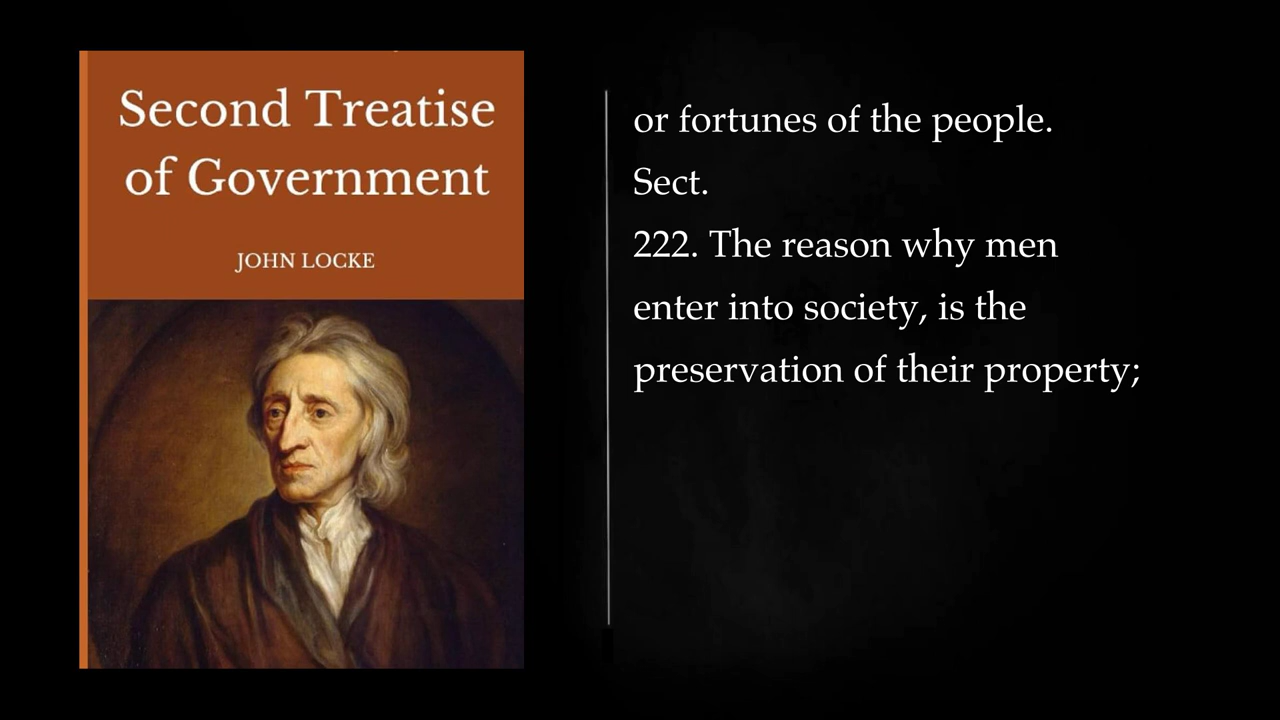 Second Treatise
of Government
JOHN LOCKE
or fortunes of the people.
Sect.
222. The reason why men
enter into society, is the
preservation of their property;